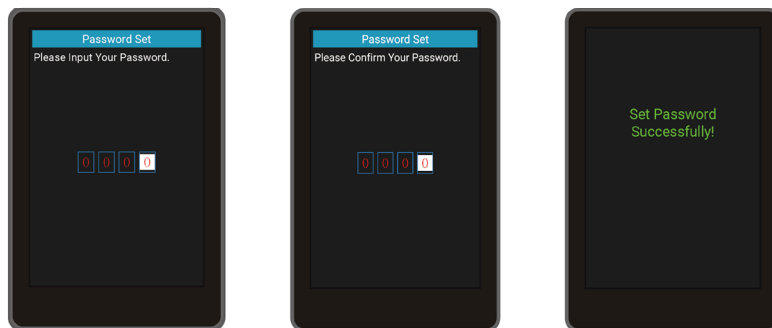 Password Set
Please Input Your Password.
0 0 0 0
Password Set
Please Confirm Your Password.
0 0 0 0
Set Password
Successfully!